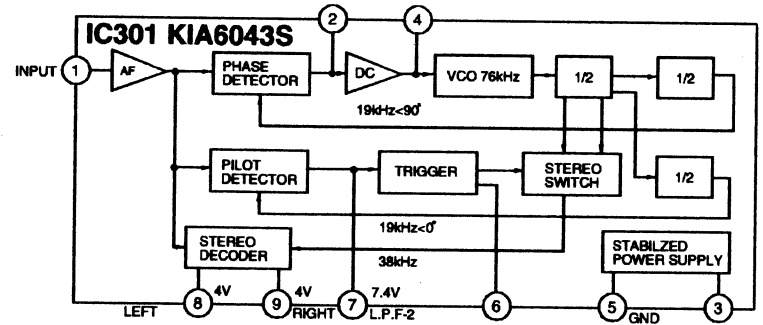 IC301 KIA6043S
2
4
INPUT
1
AF
PHASE
DETECTOR
DC
VCO 76kHz
1/2
1/2
19kHz<90°
PILOT
DETECTOR
TRIGGER
STEREO
SWITCH
1/2
19kHz<0°
STEREO
DECODER
38kHz
STABILZED
POWER SUPPLY
LEFT
8
4V
9
4V
RIGHT
7
7.4V
L.P.F-2
6
5
GND
3